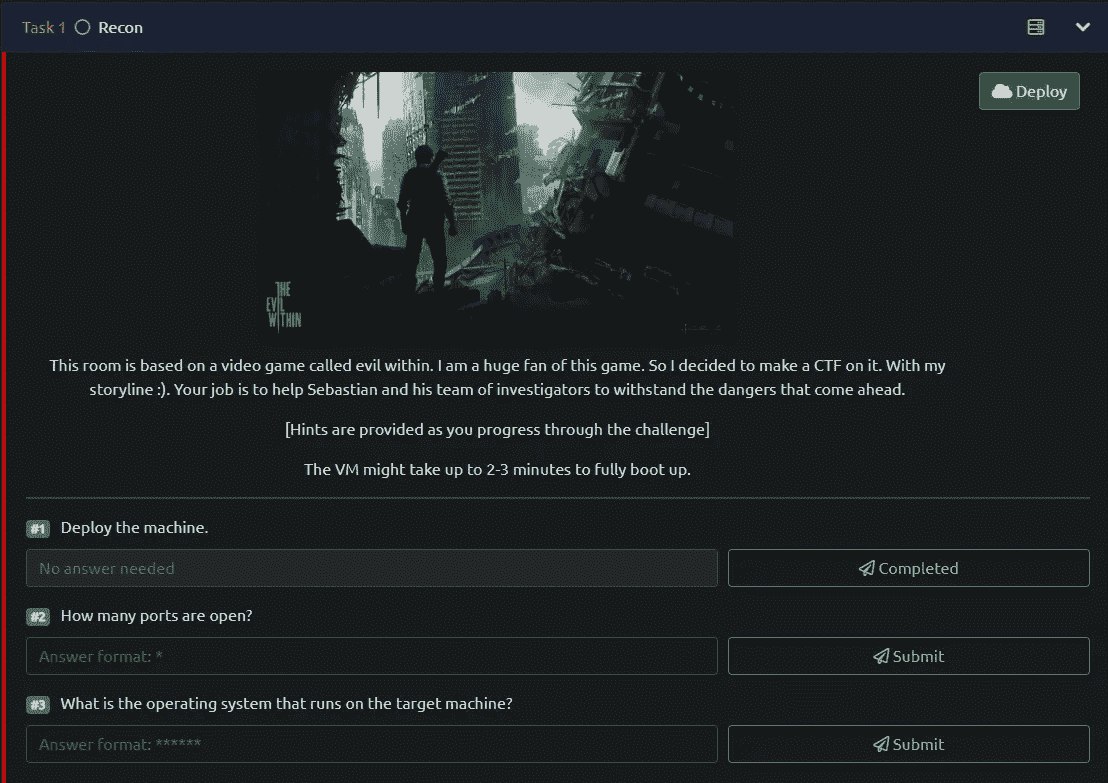 Task 1 Recon
Deploy
THE
EVIL
WITHIN
This room is based on a video game called evil within. I am a huge fan of this game. So I decided to make a CTF on it. With my
storyline :). Your job is to help Sebastian and his team of investigators to withstand the dangers that come ahead.
[Hints are provided as you progress through the challenge]
The VM might take up to 2-3 minutes to fully boot up.
#1 Deploy the machine.
No answer needed
Completed
#2 How many ports are open?
Answer format: *
Submit
#3 What is the operating system that runs on the target machine?
Answer format: ******
Submit